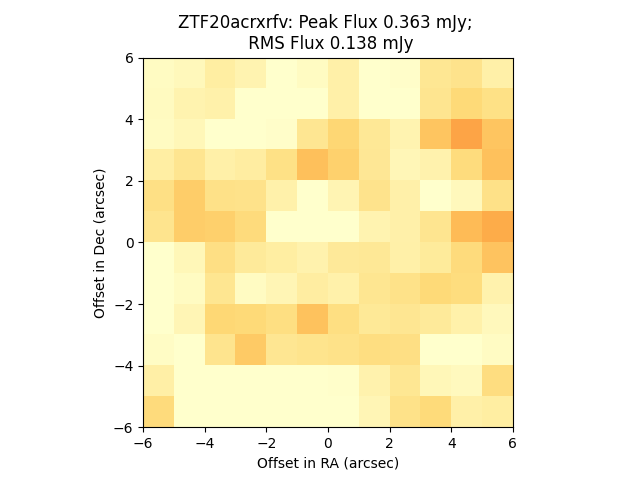 ZTF20acrxrfv: Peak Flux 0.363 mJy;
RMS Flux 0.138 mJy
6
4
2
0
−2
−4
−6
Offset in Dec (arcsec)
−6 −4 −2 0 2 4 6
Offset in RA (arcsec)